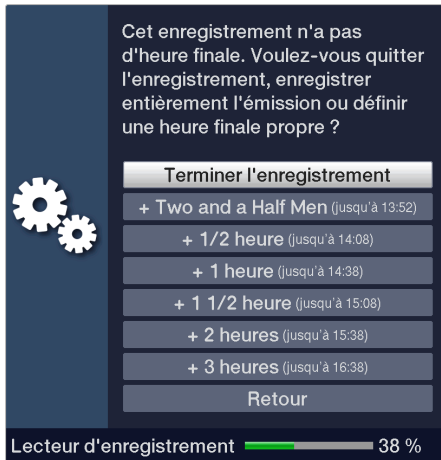 Cet enregistrement n'a pas
d'heure finale. Voulez-vous quitter
l'enregistrement, enregistrer
entièrement l'émission ou définir
une heure finale propre ?
Terminer l'enregistrement
+ Two and a Half Men (jusqu'à 13:52)
+ 1/2 heure (jusqu'à 14:08)
+ 1 heure (jusqu'à 14:38)
+ 1 1/2 heure (jusqu'à 15:08)
+ 2 heures (jusqu'à 15:38)
+ 3 heures (jusqu'à 16:38)
Retour
Lecteur d'enregistrement 38 %